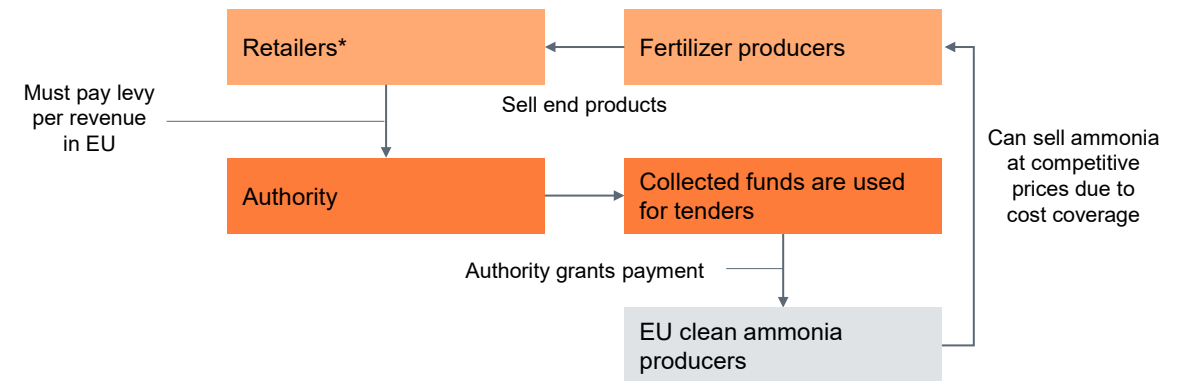 Retailers*
Fertilizer producers
Must pay levy
per revenue
in EU
Sell end products
Can sell ammonia
at competitive
prices due to
cost coverage
Authority
Collected funds are used
for tenders
Authority grants payment
EU clean ammonia
producers